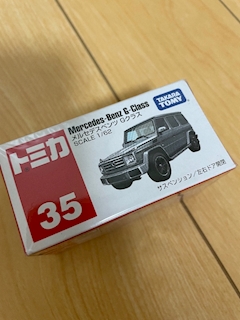 トミカ
35
Mercedes-Benz G-Class
メルセデスベンツ Gクラス
SCALE 1/62
TAKARA
TOMY
サスペンション/左右ドア開閉